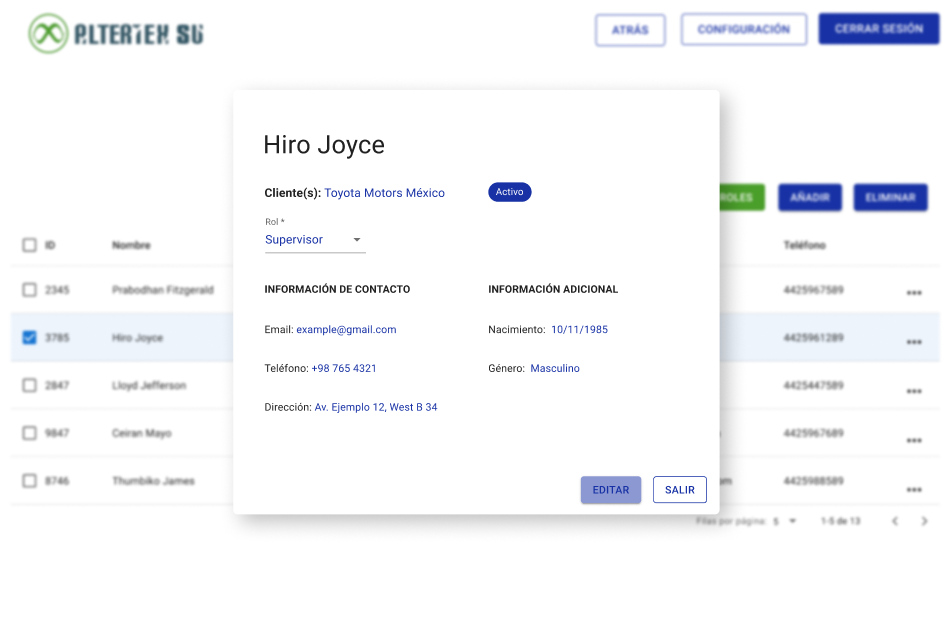 ATRÁS
CONFIGURACIÓN
CERRAR SESIÓN
Hiro Joyce
Cliente(s): Toyota Motors México
Activo
Rol *
Supervisor
INFORMACIÓN DE CONTACTO
INFORMACIÓN ADICIONAL
Email: example@gmail.com
Nacimiento: 10/11/1985
Teléfono: +98 765 4321
Género: Masculino
Dirección: Av. Ejemplo 12, West B 34
EDITAR
SALIR
ROLES
AÑADIR
ELIMINAR
ID Nombre Teléfono
2345 Prabodhan Fitzgerald 4425967589
3785 Hiro Joyce 4425961289
2847 Lloyd Jefferson 4425447589
9847 Ceiran Mayo 4425967689
8746 Thumbiko James 4425988589
Filas por página: 5 1-5 de 13